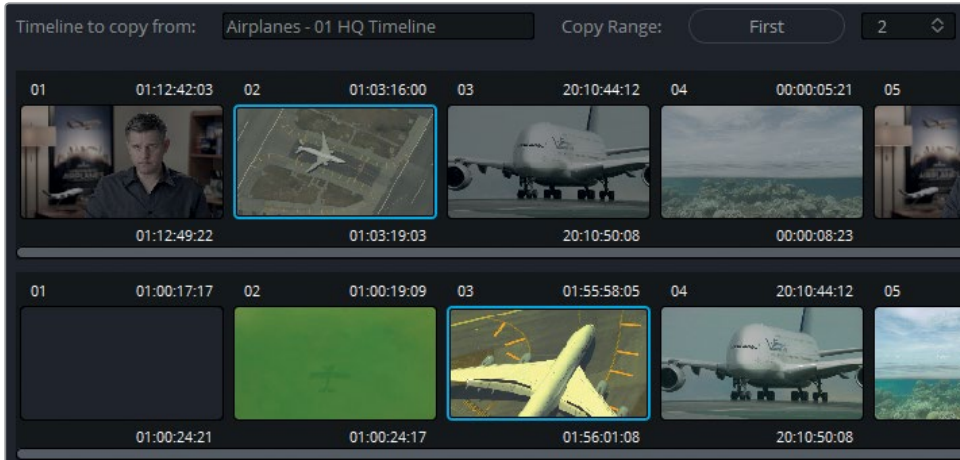 Timeline to copy from: Airplanes - 01 HQ Timeline Copy Range: First 2
01 01:12:42:03 02 01:03:16:00 03 20:10:44:12 04 00:00:05:21 05
01:12:49:22 01:03:19:03 20:10:50:08 00:00:08:23
01 01:00:17:17 02 01:00:19:09 03 01:55:58:05 04 20:10:44:12 05
01:00:24:21 01:00:24:17 01:56:01:08 20:10:50:08